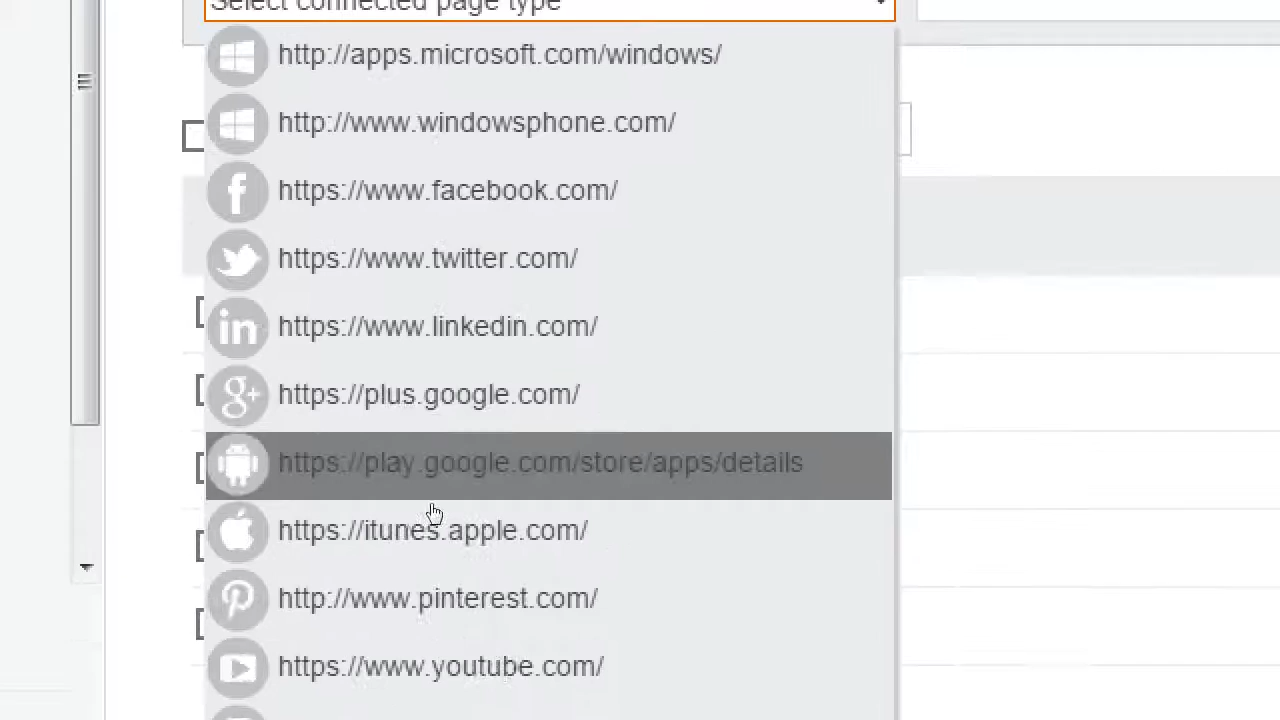 Select connected page type
http://apps.microsoft.com/windows/
http://www.windowsphone.com/
https://www.facebook.com/
https://www.twitter.com/
https://www.linkedin.com/
https://plus.google.com/
https://play.google.com/store/apps/details
https://itunes.apple.com/
http://www.pinterest.com/
https://www.youtube.com/